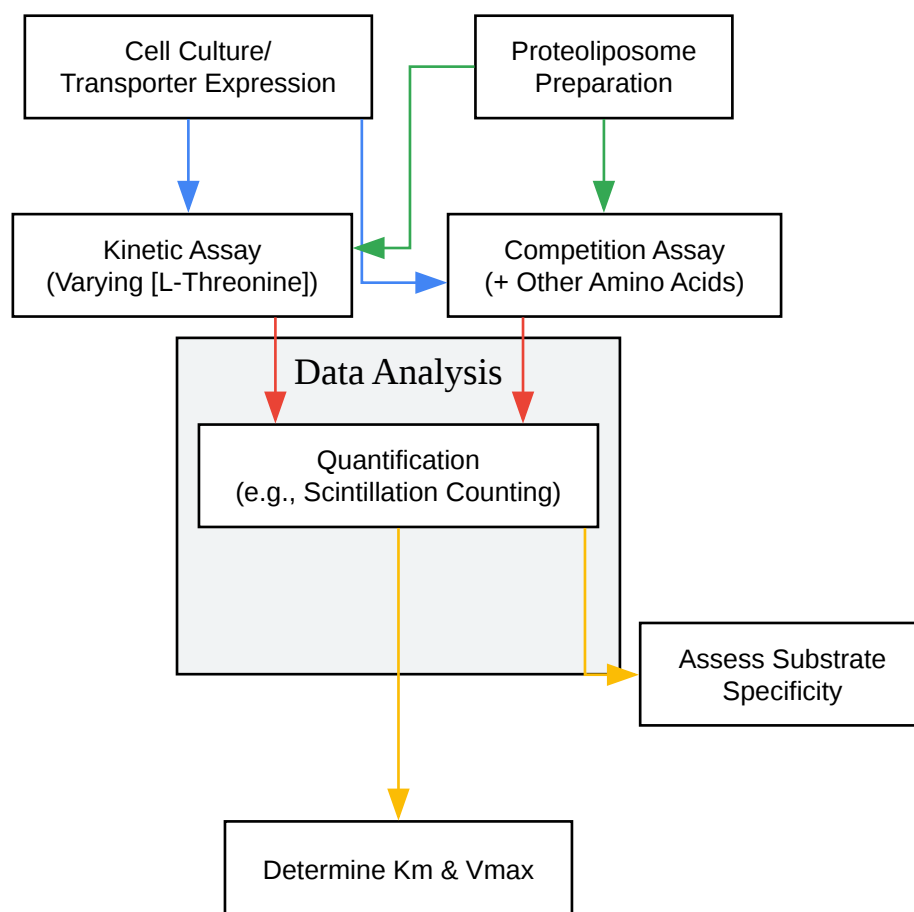 Cell Culture/
Transporter Expression
Proteoliposome
Preparation
Kinetic Assay
(Varying [L-Threonine])
Competition Assay
(+ Other Amino Acids)
Data Analysis
Quantification
(e.g., Scintillation Counting)
Assess Substrate
Specificity
Determine Km & Vmax